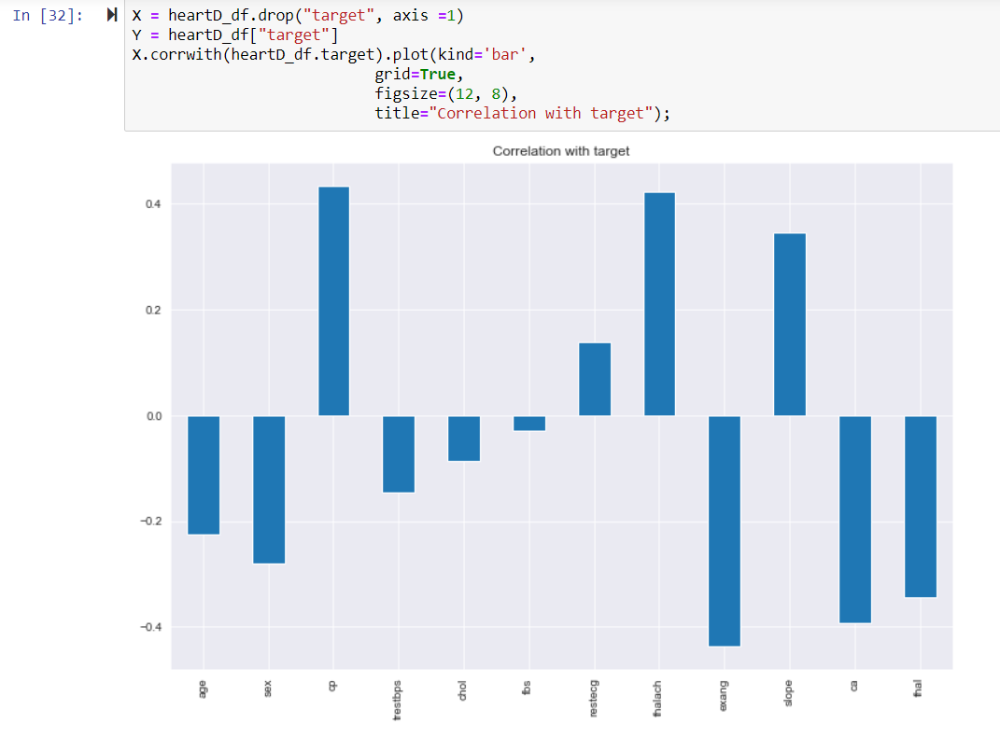 In [32]:
X = heartD_df.drop("target", axis =1)
Y = heartD_df["target"]
X.corrwith(heartD_df.target).plot(kind='bar',
grid=True,
figsize=(12, 8),
title="Correlation with target");
Correlation with target
0.4
0.2
0.0
−0.2
−0.4
age
sex
cp
trestbps
chol
fbs
restecg
thalach
exang
slope
ca
thal